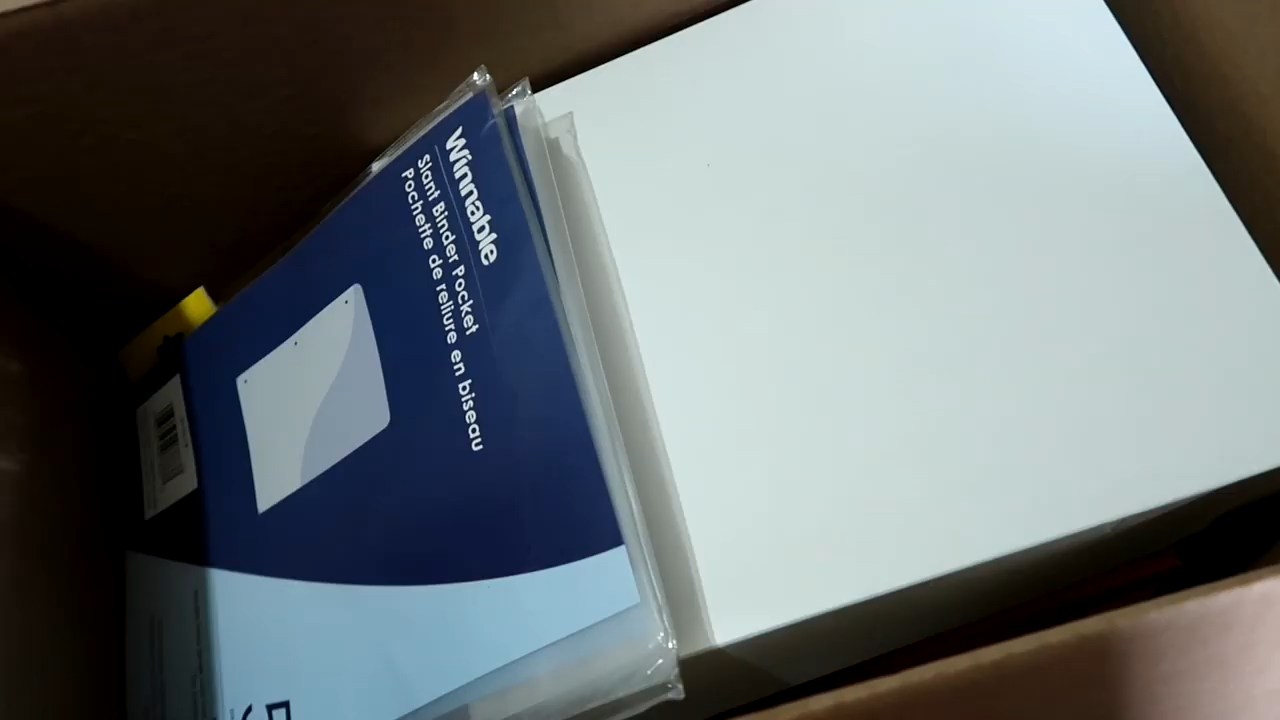 Winnable
Slant Binder Pocket
Pochette de reliure en biseau